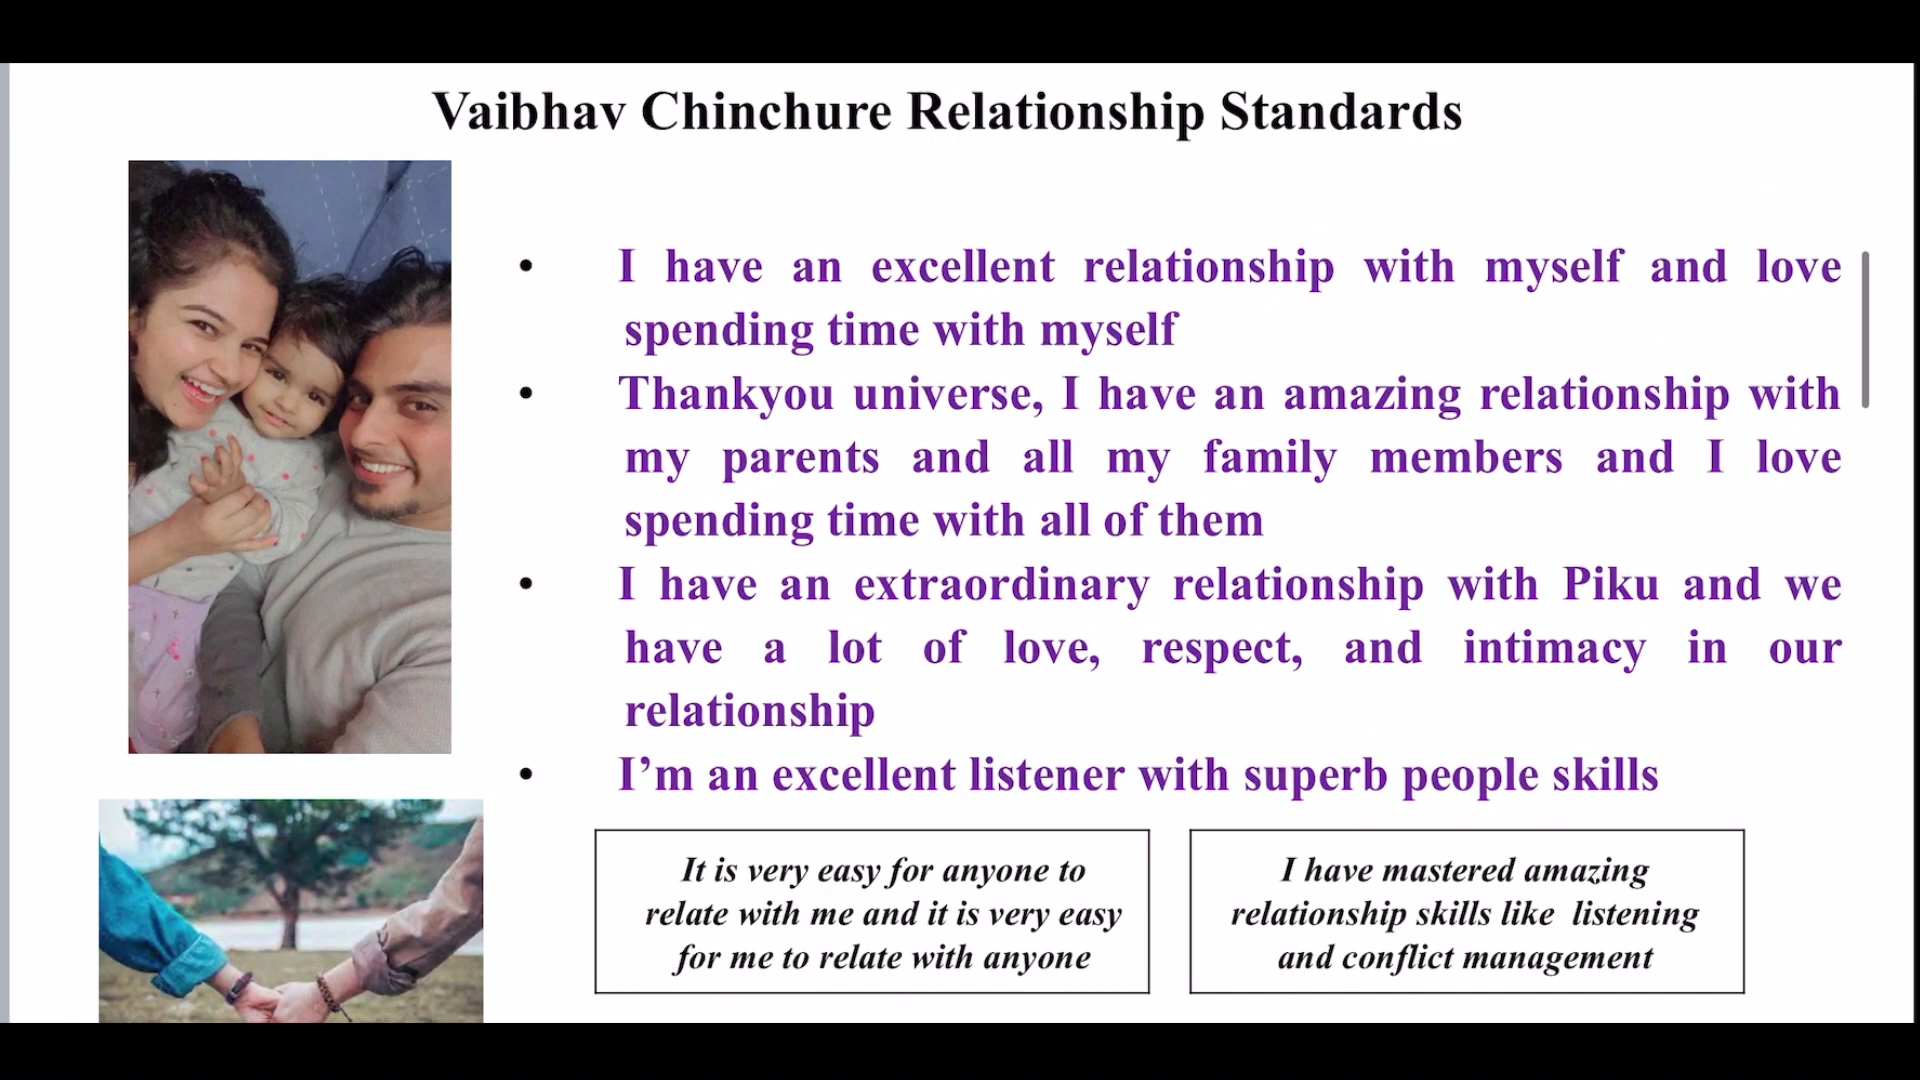 Vaibhav Chinchure Relationship Standards
• I have an excellent relationship with myself and love
spending time with myself
• Thankyou universe, I have an amazing relationship with
my parents and all my family members and I love
spending time with all of them
• I have an extraordinary relationship with Piku and we
have a lot of love, respect, and intimacy in our
relationship
• I’m an excellent listener with superb people skills
It is very easy for anyone to
relate with me and it is very easy
for me to relate with anyone
I have mastered amazing
relationship skills like listening
and conflict management